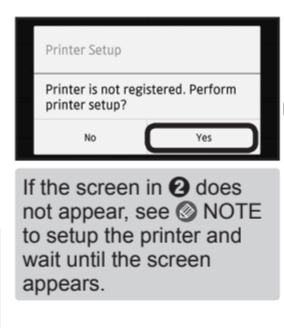 Printer Setup
Printer is not registered. Perform
printer setup?
No
Yes
If the screen in ❷ does
not appear, see NOTE
to setup the printer and
wait until the screen
appears.